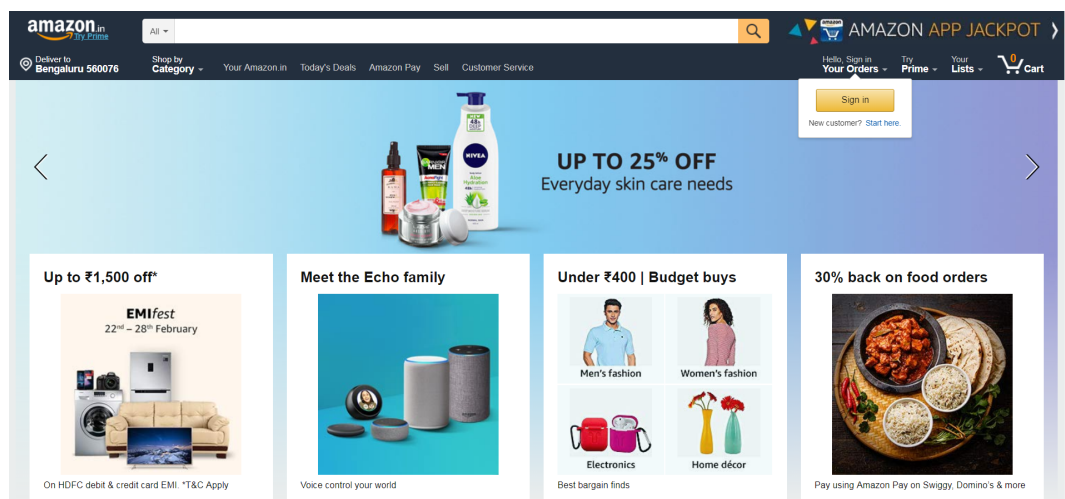 amazon.in
Try Prime
All
amazon
AMAZON APP JACKPOT
Deliver to
Bengaluru 560076
Shop by
Category
Your Amazon.in
Today's Deals
Amazon Pay
Sell
Customer Service
Hello, Sign in
Your Orders
Try
Prime
Your
Lists
0
Cart
Sign in
New customer? Start here.
NEW
48h
NIVEA
Aloe
Hydration
MEN
UP TO 25% OFF
Everyday skin care needs
Up to ₹1,500 off*
EMIfest
22nd – 28th February
On HDFC debit & credit card EMI. *T&C Apply
Meet the Echo family
Voice control your world
Under ₹400 | Budget buys
Men's fashion
Women's fashion
Electronics
Home décor
Best bargain finds
30% back on food orders
Pay using Amazon Pay on Swiggy, Domino's & more